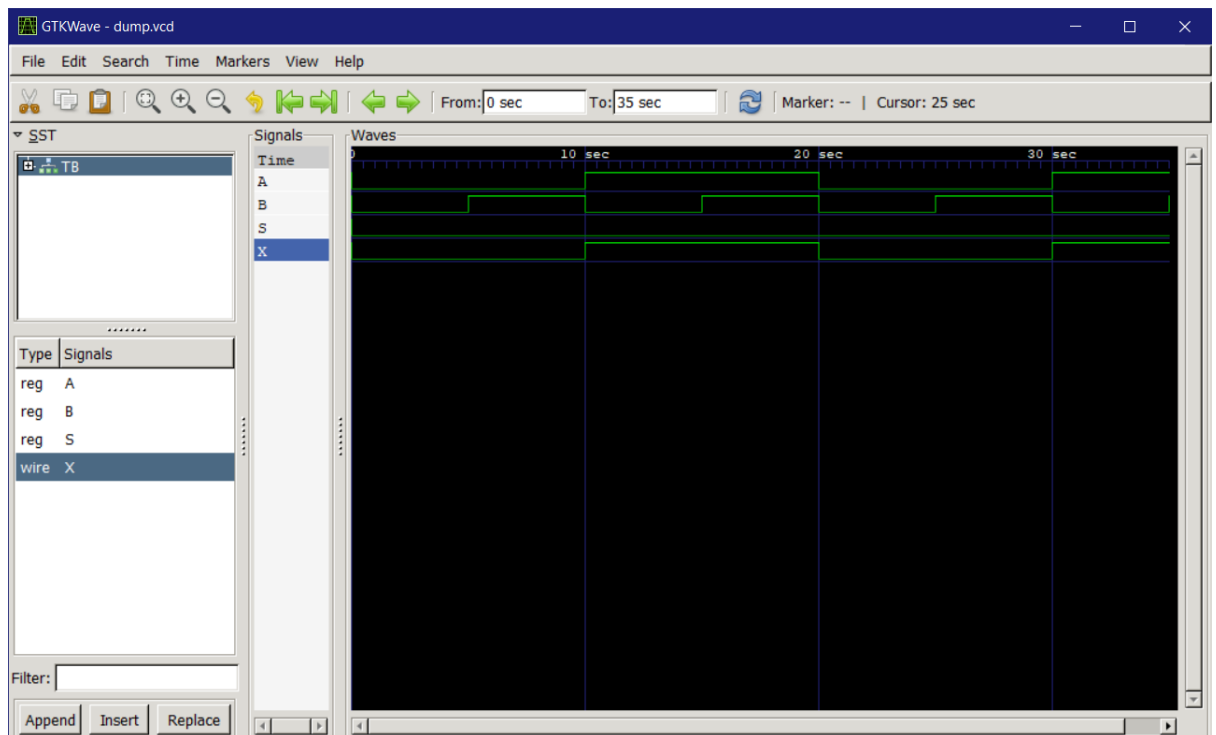 GTKWave - dump.vcd
File Edit Search Time Markers View Help
From: 0 sec To: 35 sec Marker: -- | Cursor: 25 sec
SST
TB
Signals
Waves
Time
0 10 sec 20 sec 30 sec
A
B
S
X
Type Signals
reg A
reg B
reg S
wire X
Filter:
Append Insert Replace